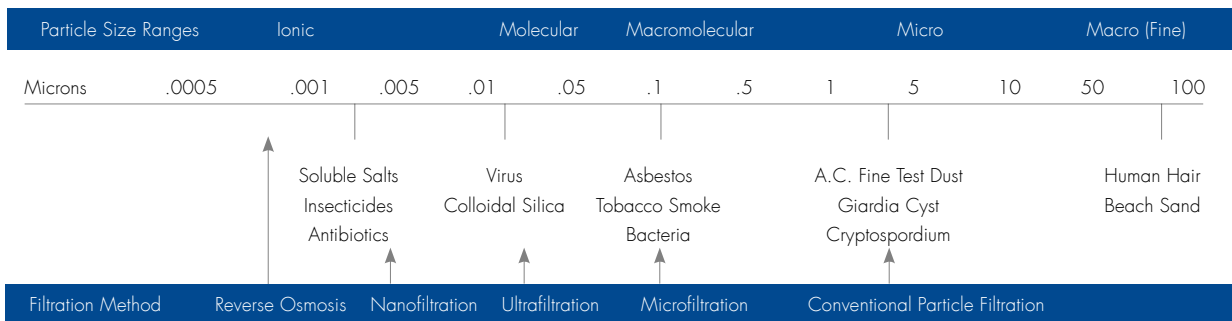 Particle Size Ranges Ionic Molecular Macromolecular Micro Macro (Fine)
Microns .0005 .001 .005 .01 .05 .1 .5 1 5 10 50 100
Soluble Salts Virus Asbestos A.C. Fine Test Dust Human Hair
Insecticides Colloidal Silica Tobacco Smoke Giardia Cyst Beach Sand
Antibiotics Bacteria Cryptospordium
Filtration Method Reverse Osmosis Nanofiltration Ultrafiltration Microfiltration Conventional Particle Filtration